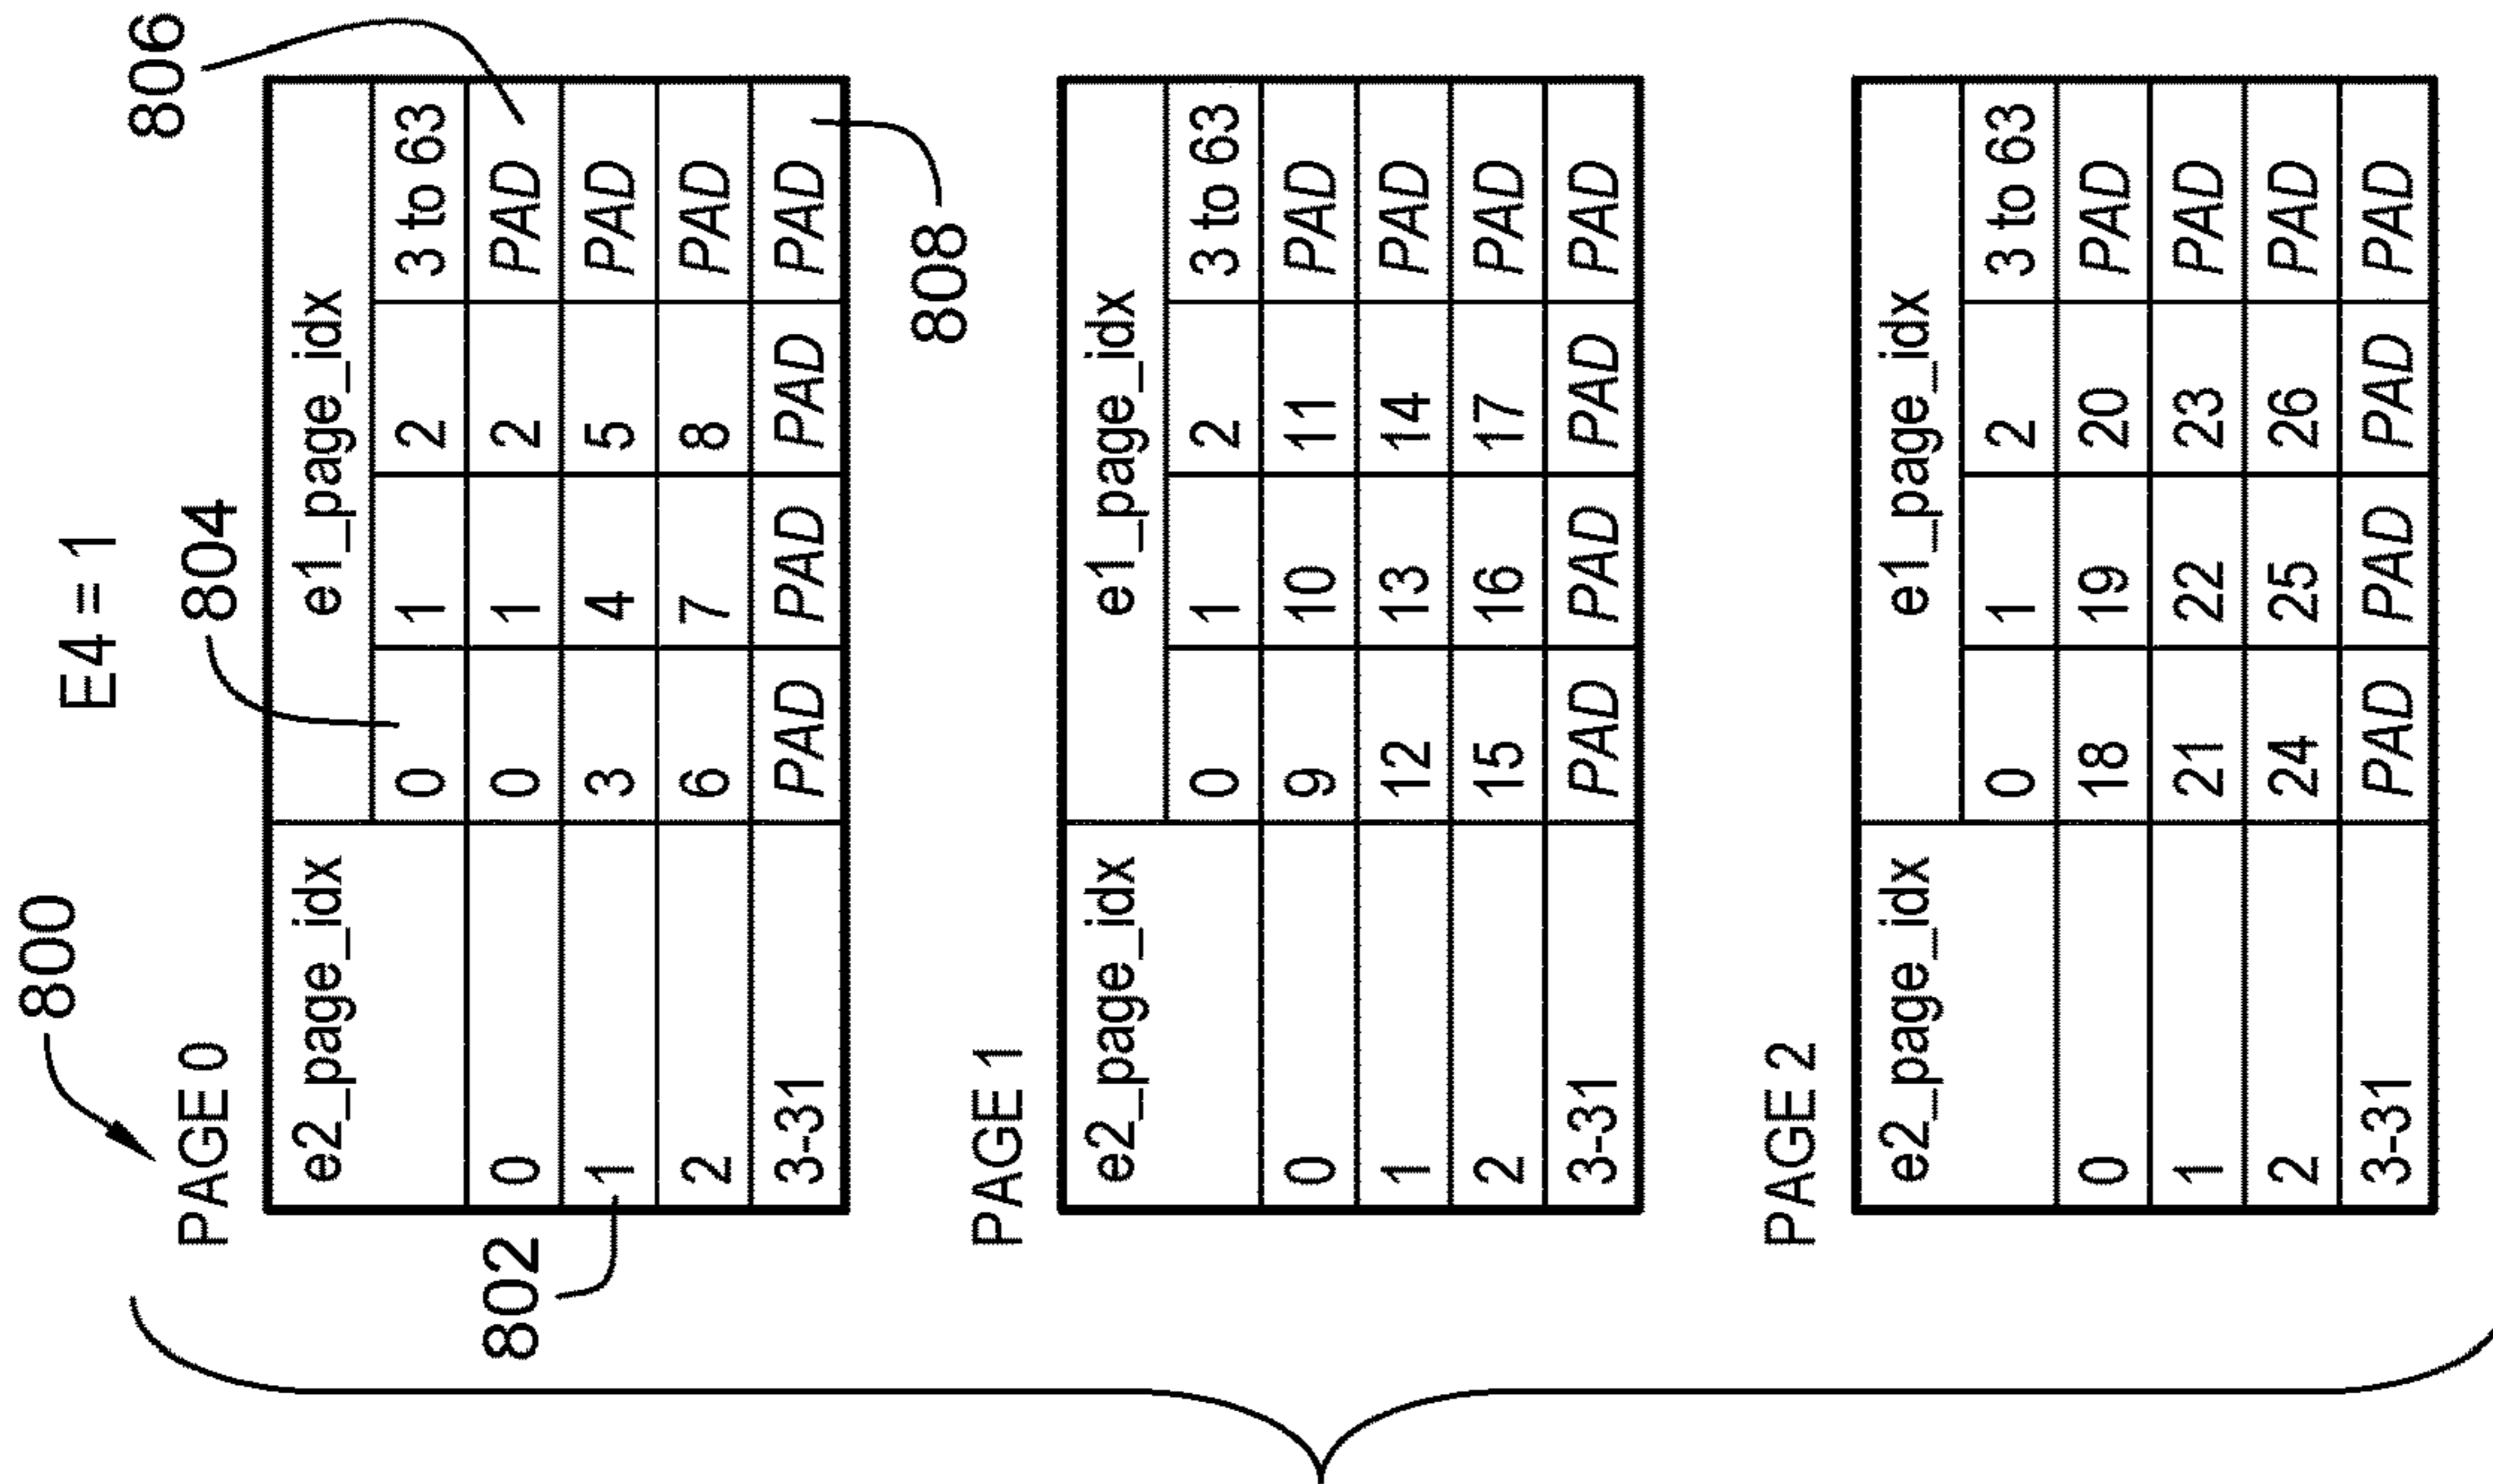 800
E4 = 1
PAGE 0
804
806
e2_page_idx e1_page_idx
0 1 2 3 to 63
0 0 1 2 PAD
1 3 4 5 PAD
2 6 7 8 PAD
3-31 PAD PAD PAD PAD
802
808
PAGE 1
e2_page_idx e1_page_idx
0 1 2 3 to 63
0 9 10 11 PAD
1 12 13 14 PAD
2 15 16 17 PAD
3-31 PAD PAD PAD PAD
PAGE 2
e2_page_idx e1_page_idx
0 1 2 3 to 63
0 18 19 20 PAD
1 21 22 23 PAD
2 24 25 26 PAD
3-31 PAD PAD PAD PAD